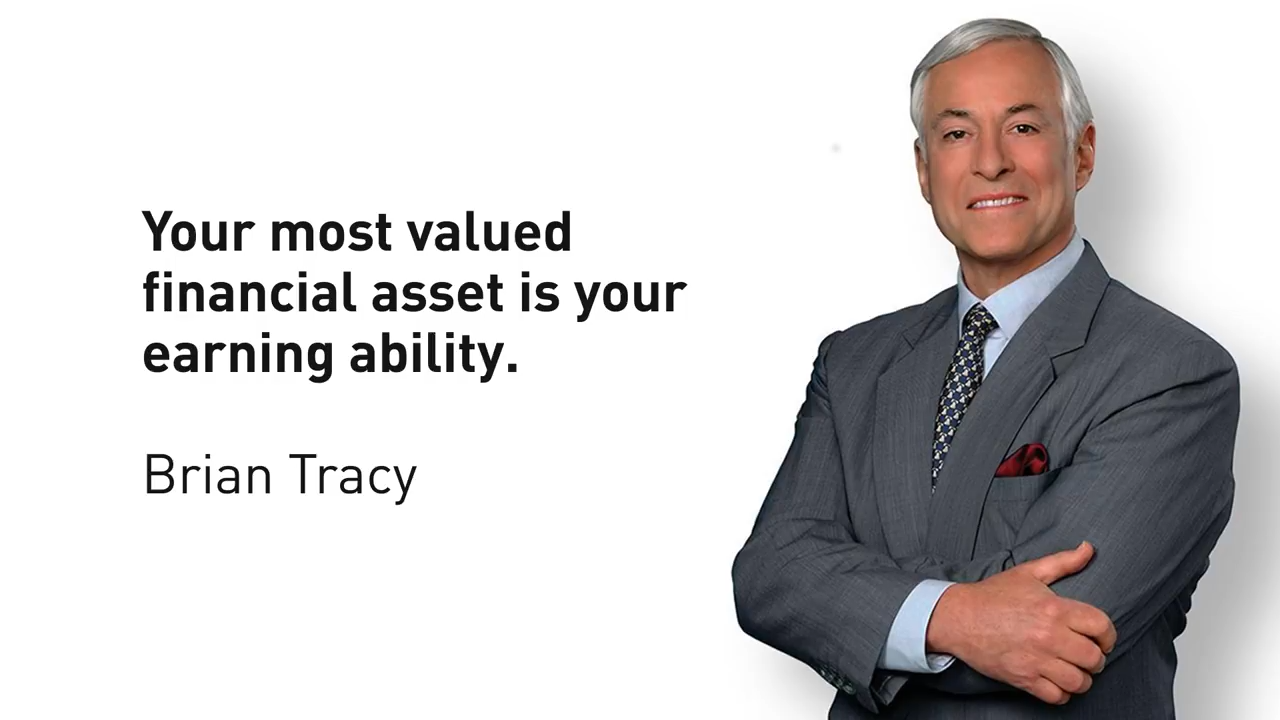 Your most valued
financial asset is your
earning ability.
Brian Tracy